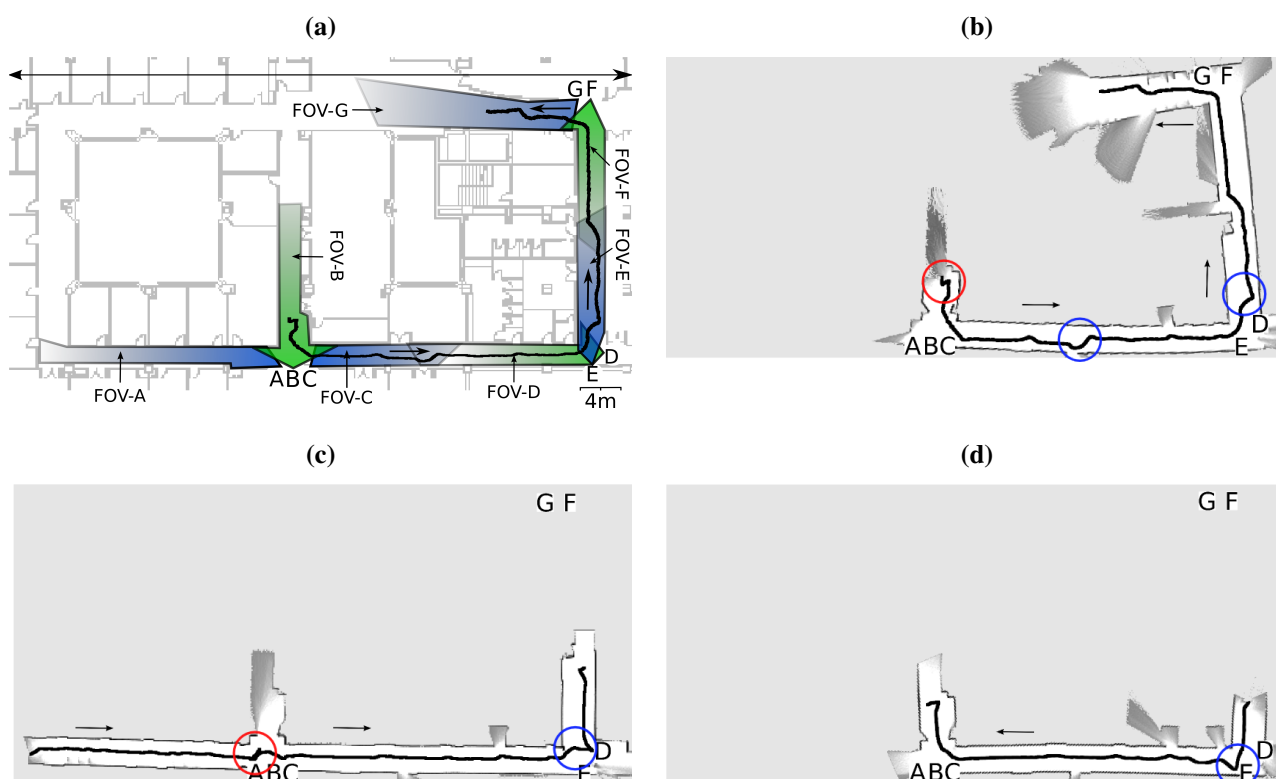 (a)
G F
FOV-G
FOV-F
FOV-B
FOV-E
D
ABC
E
FOV-A
FOV-C
FOV-D
4m
(b)
G F
D
ABC
E
(c)
G F
D
ABC
E
(d)
G F
D
ABC
E